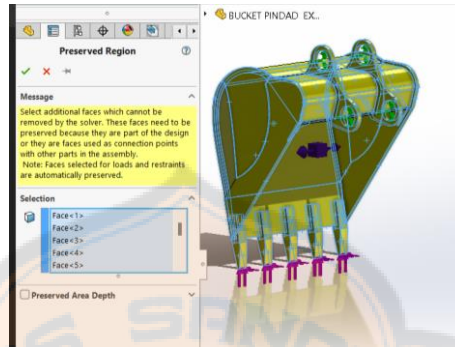 BUCKET PINDAD EX...
Preserved Region
Message
Select additional faces which cannot be
removed by the solver. These faces need to be
preserved because they are part of the design
or they are faces used as connection points
with other parts in the assembly.
Note: Faces selected for loads and restraints
are automatically preserved.
Selection
Face<1>
Face<2>
Face<3>
Face<4>
Face<5>
Preserved Area Depth